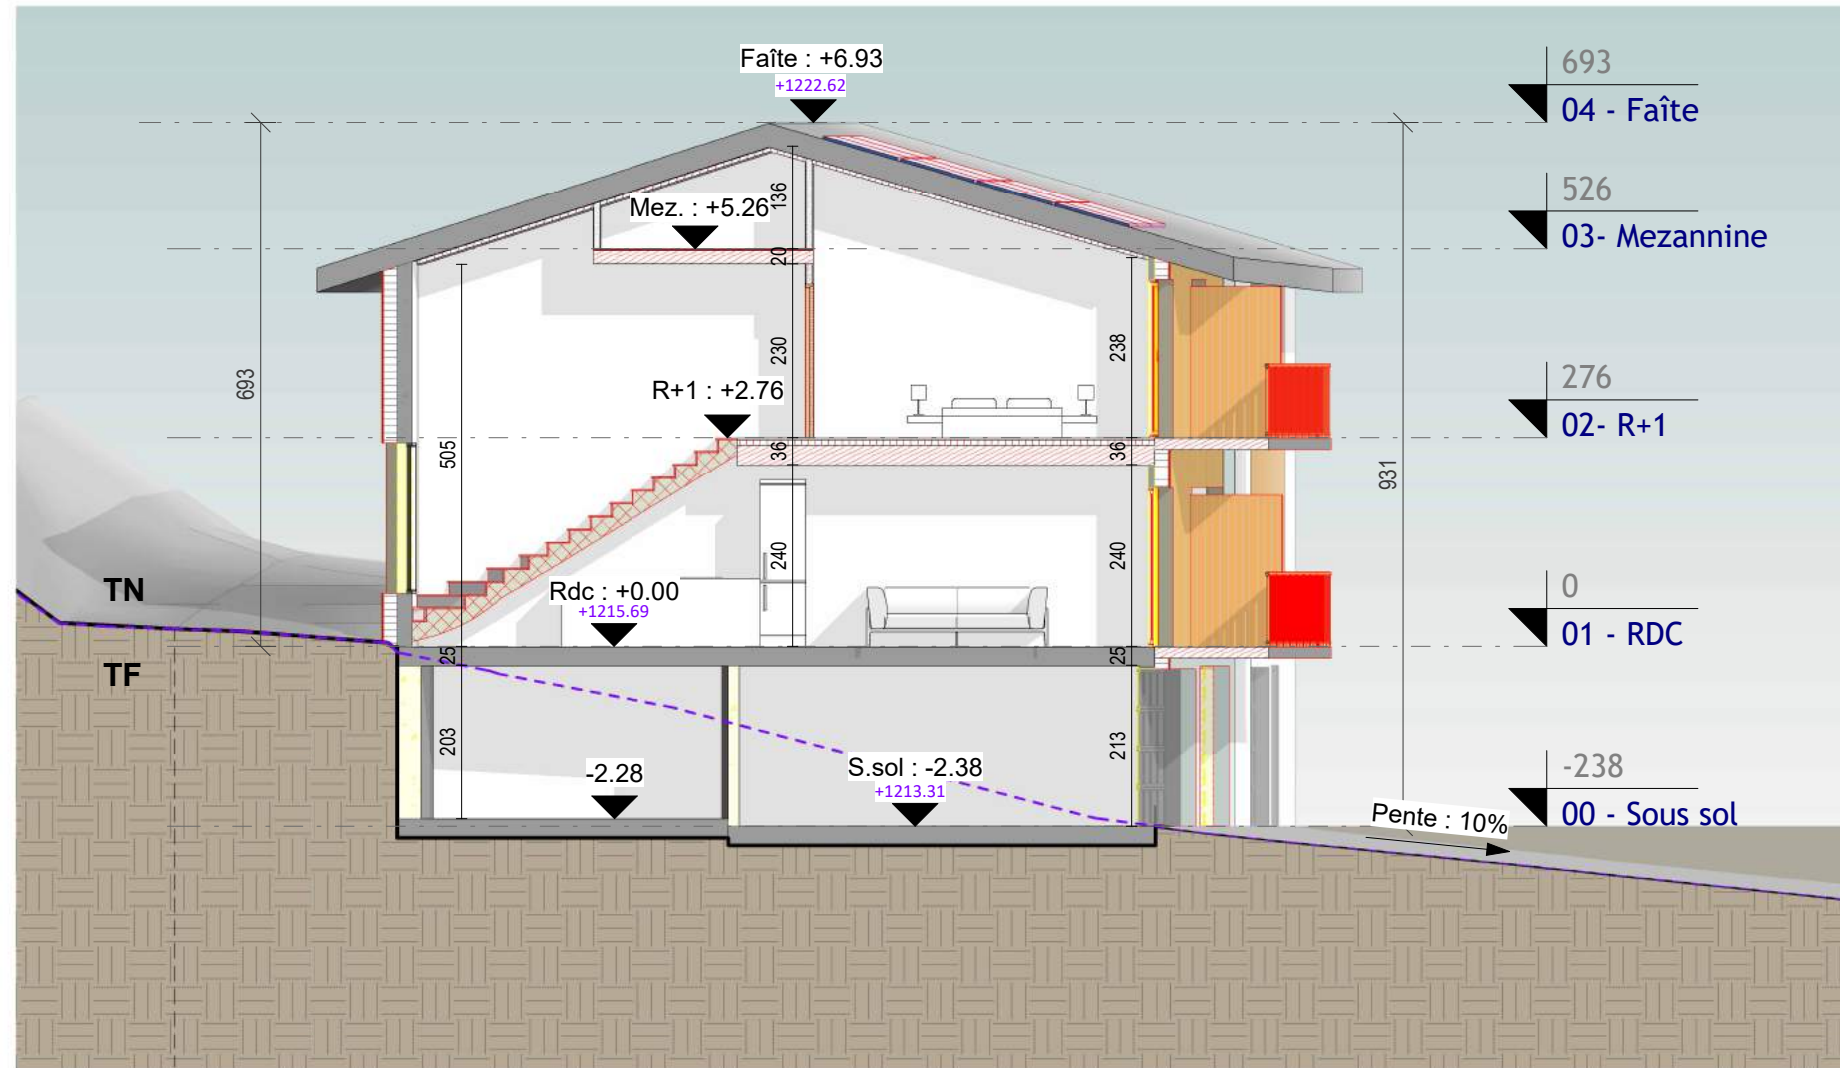 Faîte : +6.93
+1222.62
693
04 - Faîte
526
03- Mezannine
136
Mez. : +5.26
20
693
505
230
238
R+1 : +2.76
276
02- R+1
36
36
931
240
240
TN
Rdc : +0.00
+1215.69
0
01 - RDC
TF
25
25
203
213
-2.28
S.sol : -2.38
+1213.31
-238
00 - Sous sol
Pente : 10%